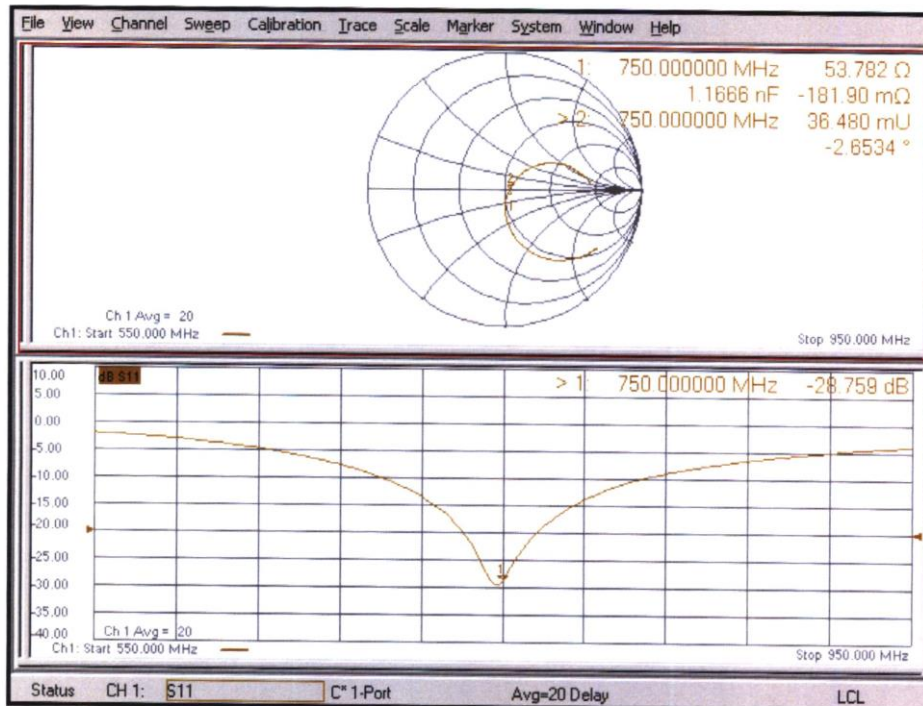 File View Channel Sweep Calibration Trace Scale Marker System Window Help
1: 750.000000 MHz 53.782 Ω
1.1666 nF -181.90 mΩ
> 2: 750.000000 MHz 36.480 mU
-2.6534 °
Ch 1 Avg = 20
Ch1: Start 550.000 MHz
Stop 950.000 MHz
10.00
dB S11
> 1: 750.000000 MHz -28.759 dB
5.00
0.00
-5.00
-10.00
-15.00
-20.00
-25.00
1
-30.00
-35.00
-40.00
Ch 1 Avg = 20
Ch1: Start 550.000 MHz
Stop 950.000 MHz
Status CH 1: S11 C* 1-Port Avg=20 Delay LCL